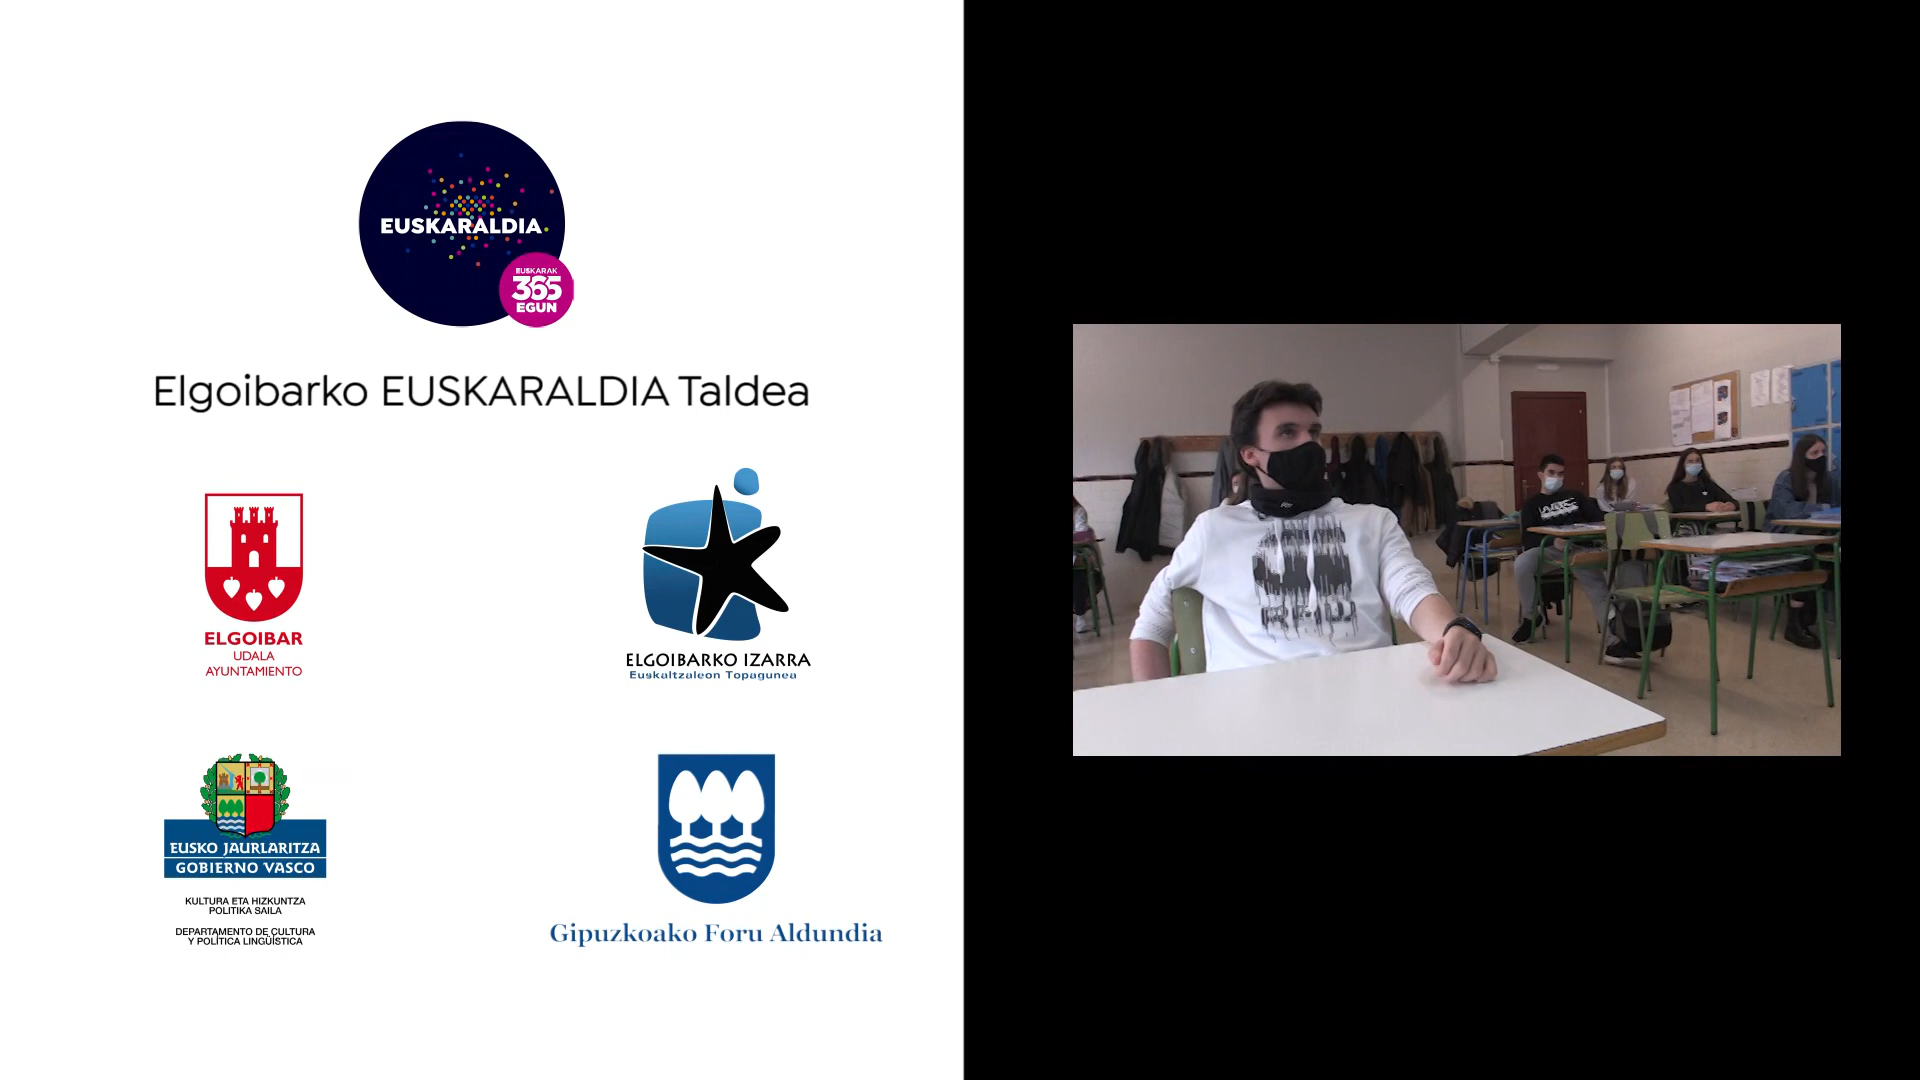 EUSKARALDIA
EUSKARAK
365
EGUN
Elgoibarko EUSKARALDIA Taldea
ELGOIBAR
UDALA
AYUNTAMIENTO
ELGOIBARKO IZARRA
Euskaltzaleon Topagunea
EUSKO JAURLARITZA
GOBIERNO VASCO
KULTURA ETA HIZKUNTZA
POLITIKA SAILA
DEPARTAMENTO DE CULTURA
Y POLÍTICA LINGÜÍSTICA
Gipuzkoako Foru Aldundia